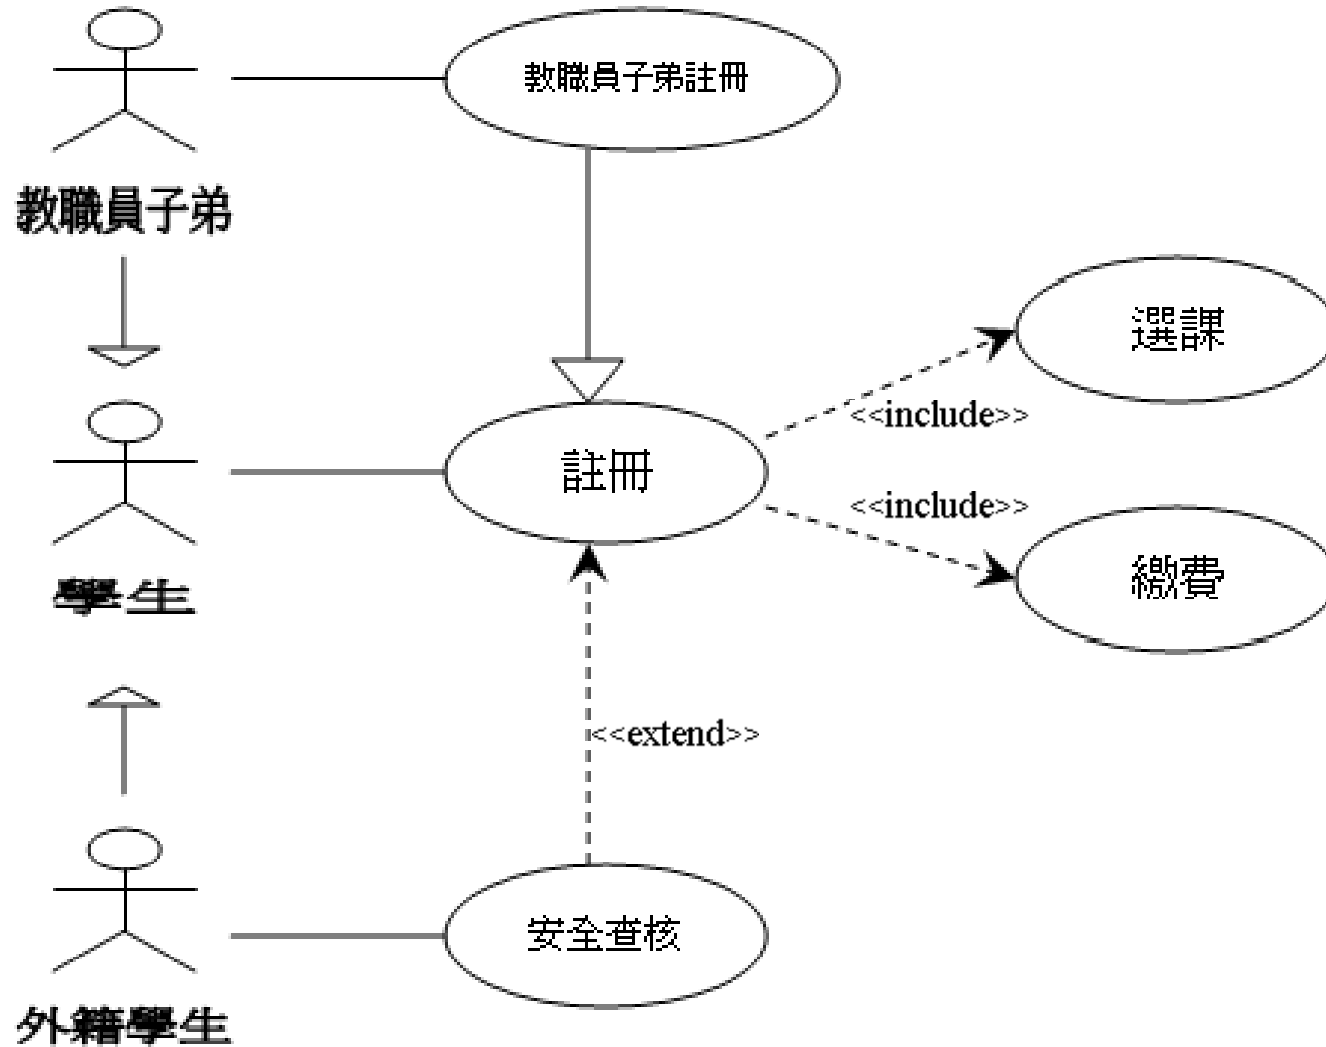 教職員子弟註冊
教職員子弟
選課
<<include>>
註冊
<<include>>
繳費
學生
<<extend>>
安全查核
外籍學生